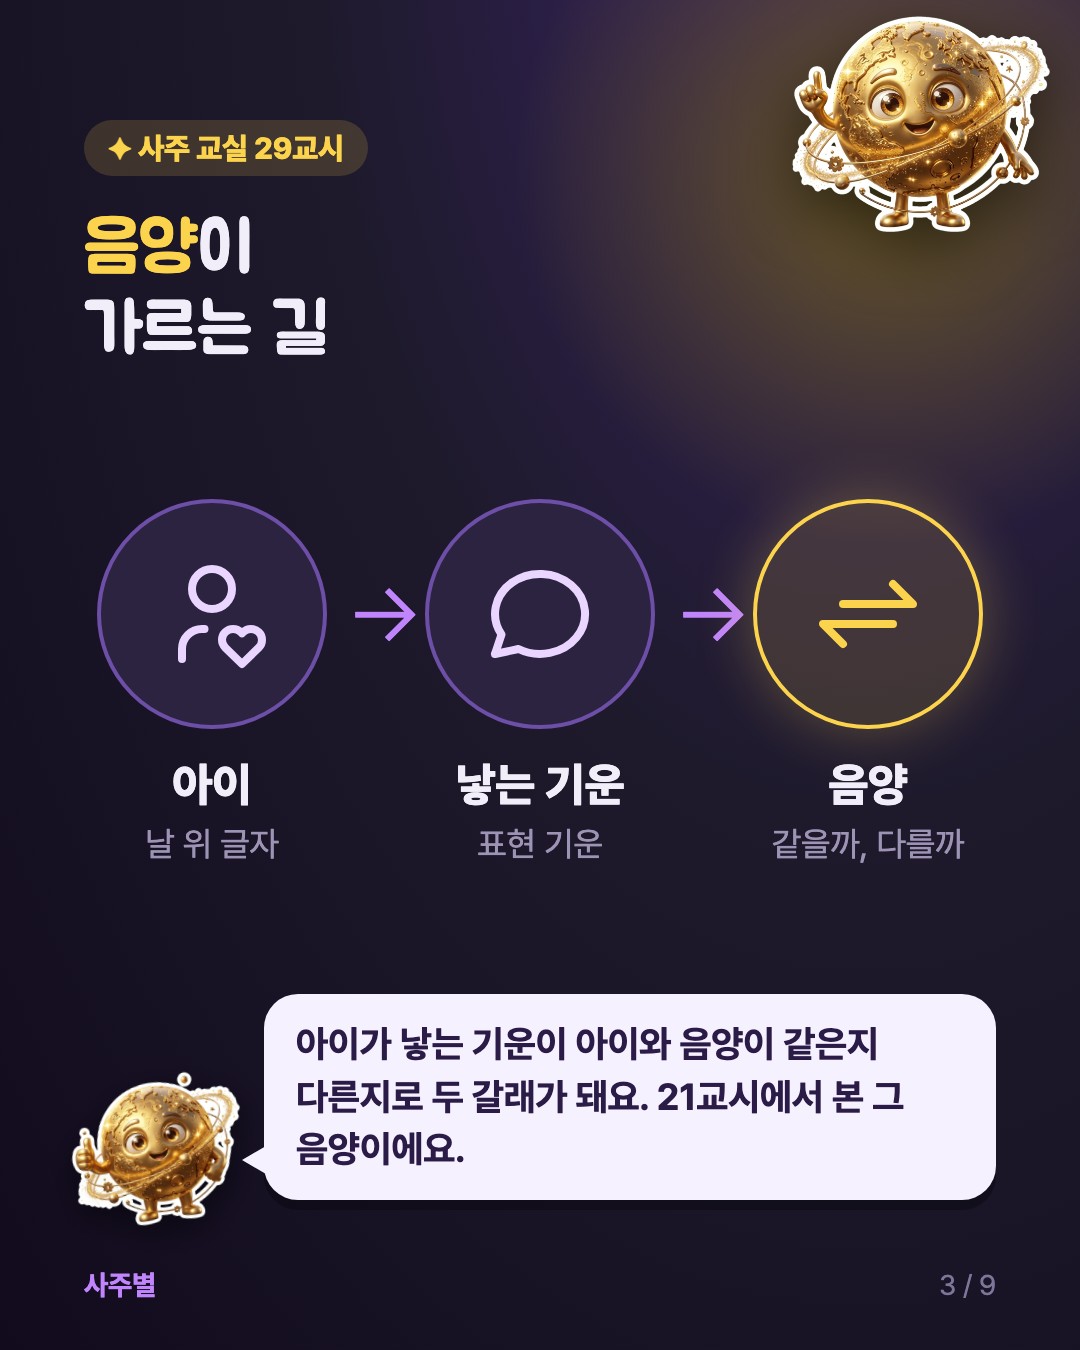 ✦ 사주 교실 29교시
음양이
가르는 길
아이
날 위 글자
낳는 기운
표현 기운
음양
같을까, 다를까
아이가 낳는 기운이 아이와 음양이 같은지
다른지로 두 갈래가 돼요. 21교시에서 본 그
음양이에요.
사주별
3 / 9